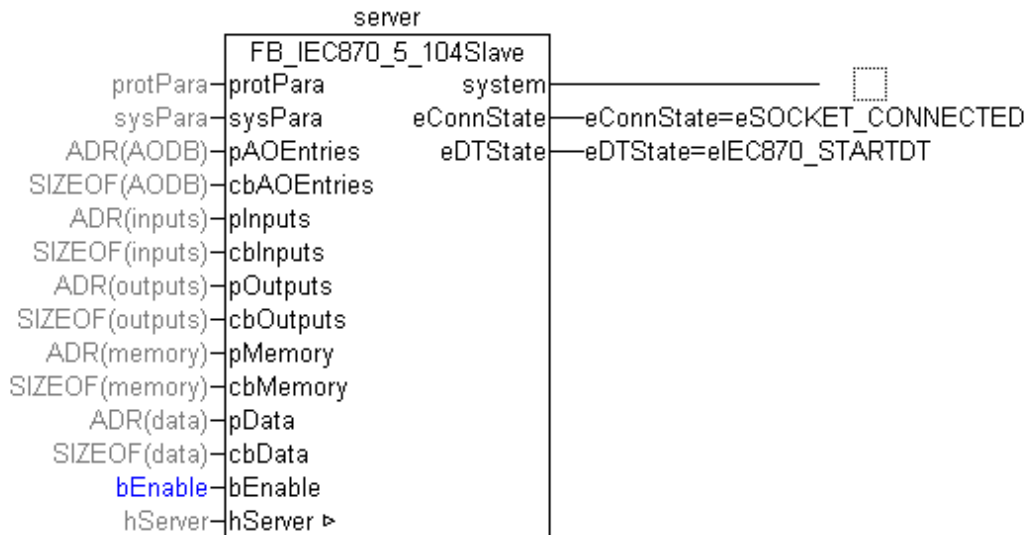 server
FB_IEC870_5_104Slave
protPara protPara system
sysPara sysPara eConnState eConnState=eSOCKET_CONNECTED
ADR(AODB) pAOEntries eDTState eDTState=eIEC870_STARTDT
SIZEOF(AODB) cbAOEntries
ADR(inputs) pInputs
SIZEOF(inputs) cbInputs
ADR(outputs) pOutputs
SIZEOF(outputs) cbOutputs
ADR(memory) pMemory
SIZEOF(memory) cbMemory
ADR(data) pData
SIZEOF(data) cbData
bEnable bEnable
hServer hServer ▹